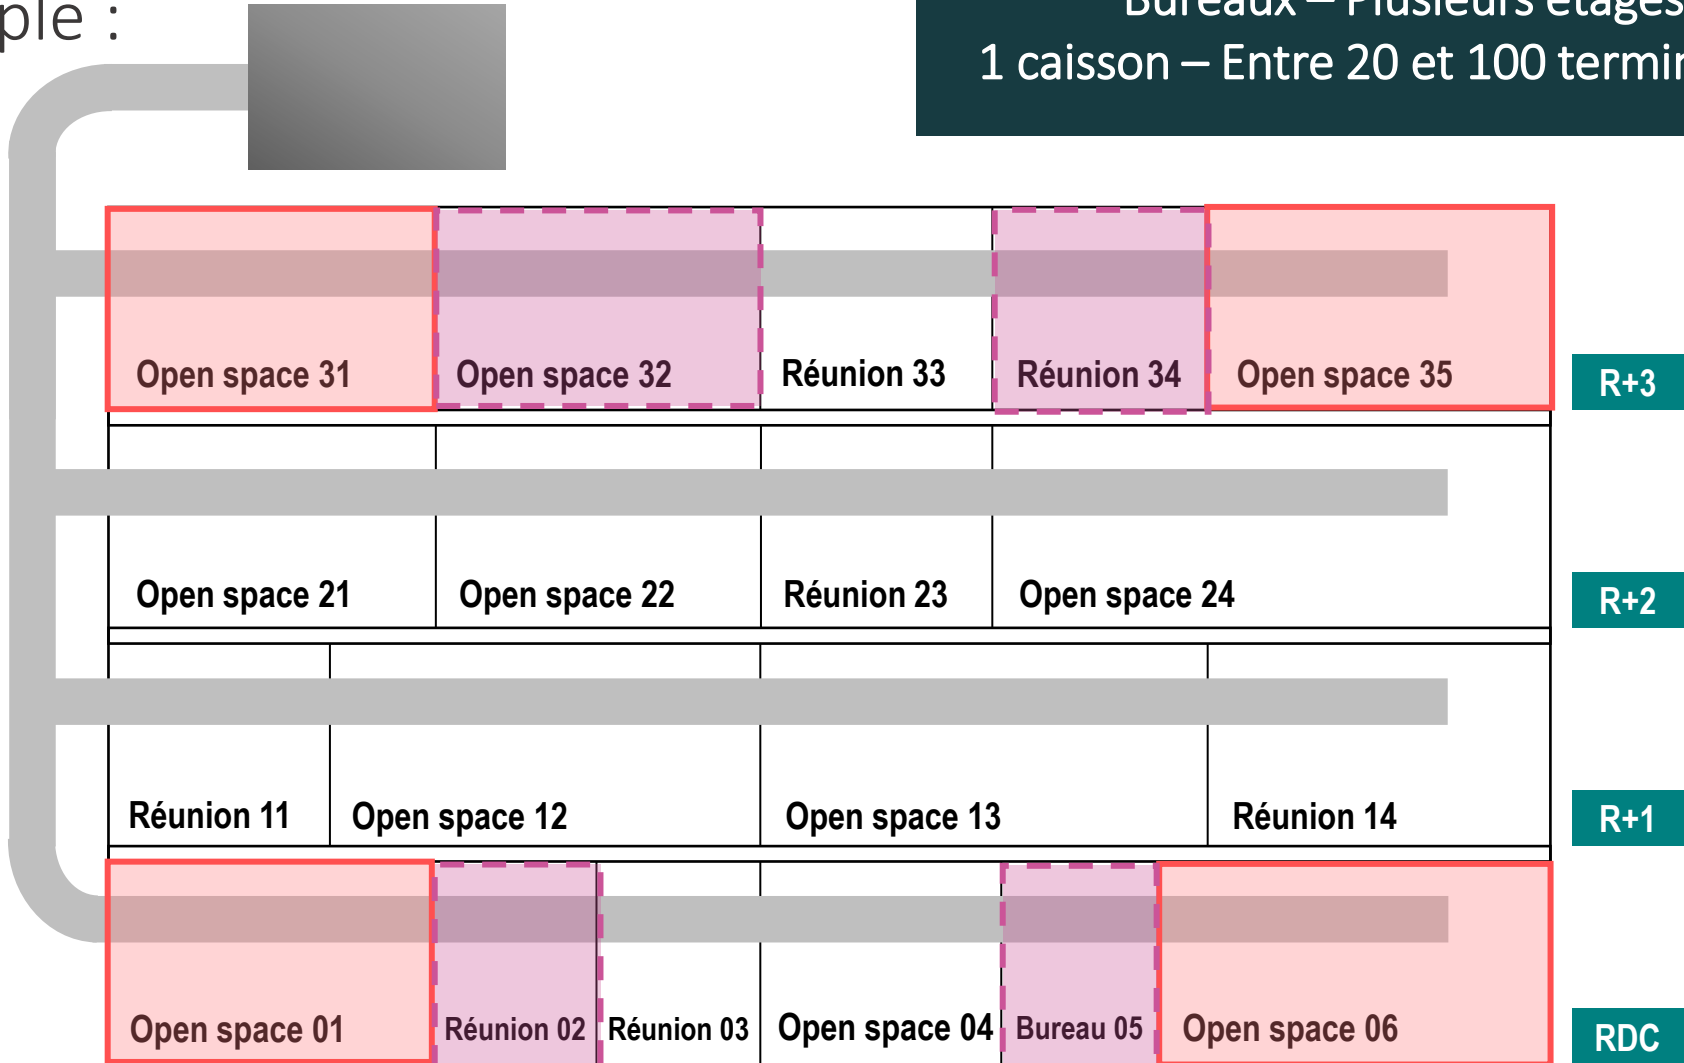 ple :
Bureaux – Plusieurs étages
1 caisson – Entre 20 et 100 termin
Open space 31
Open space 32
Réunion 33
Réunion 34
Open space 35
R+3
Open space 21
Open space 22
Réunion 23
Open space 24
R+2
Réunion 11
Open space 12
Open space 13
Réunion 14
R+1
Open space 01
Réunion 02
Réunion 03
Open space 04
Bureau 05
Open space 06
RDC